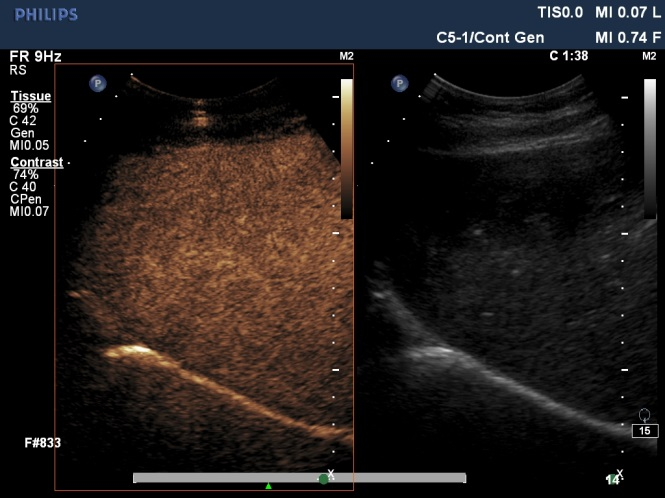 PHILIPS
TIS0.0 MI 0.07 L
C5-1/Cont Gen MI 0.74 F
FR 9Hz
RS
M2
C 1:38
M2
P
P
Tissue
69%
C 42
Gen
MI0.05
Contrast
74%
C 40
CPen
MI0.07
15
F#833
X
X
14